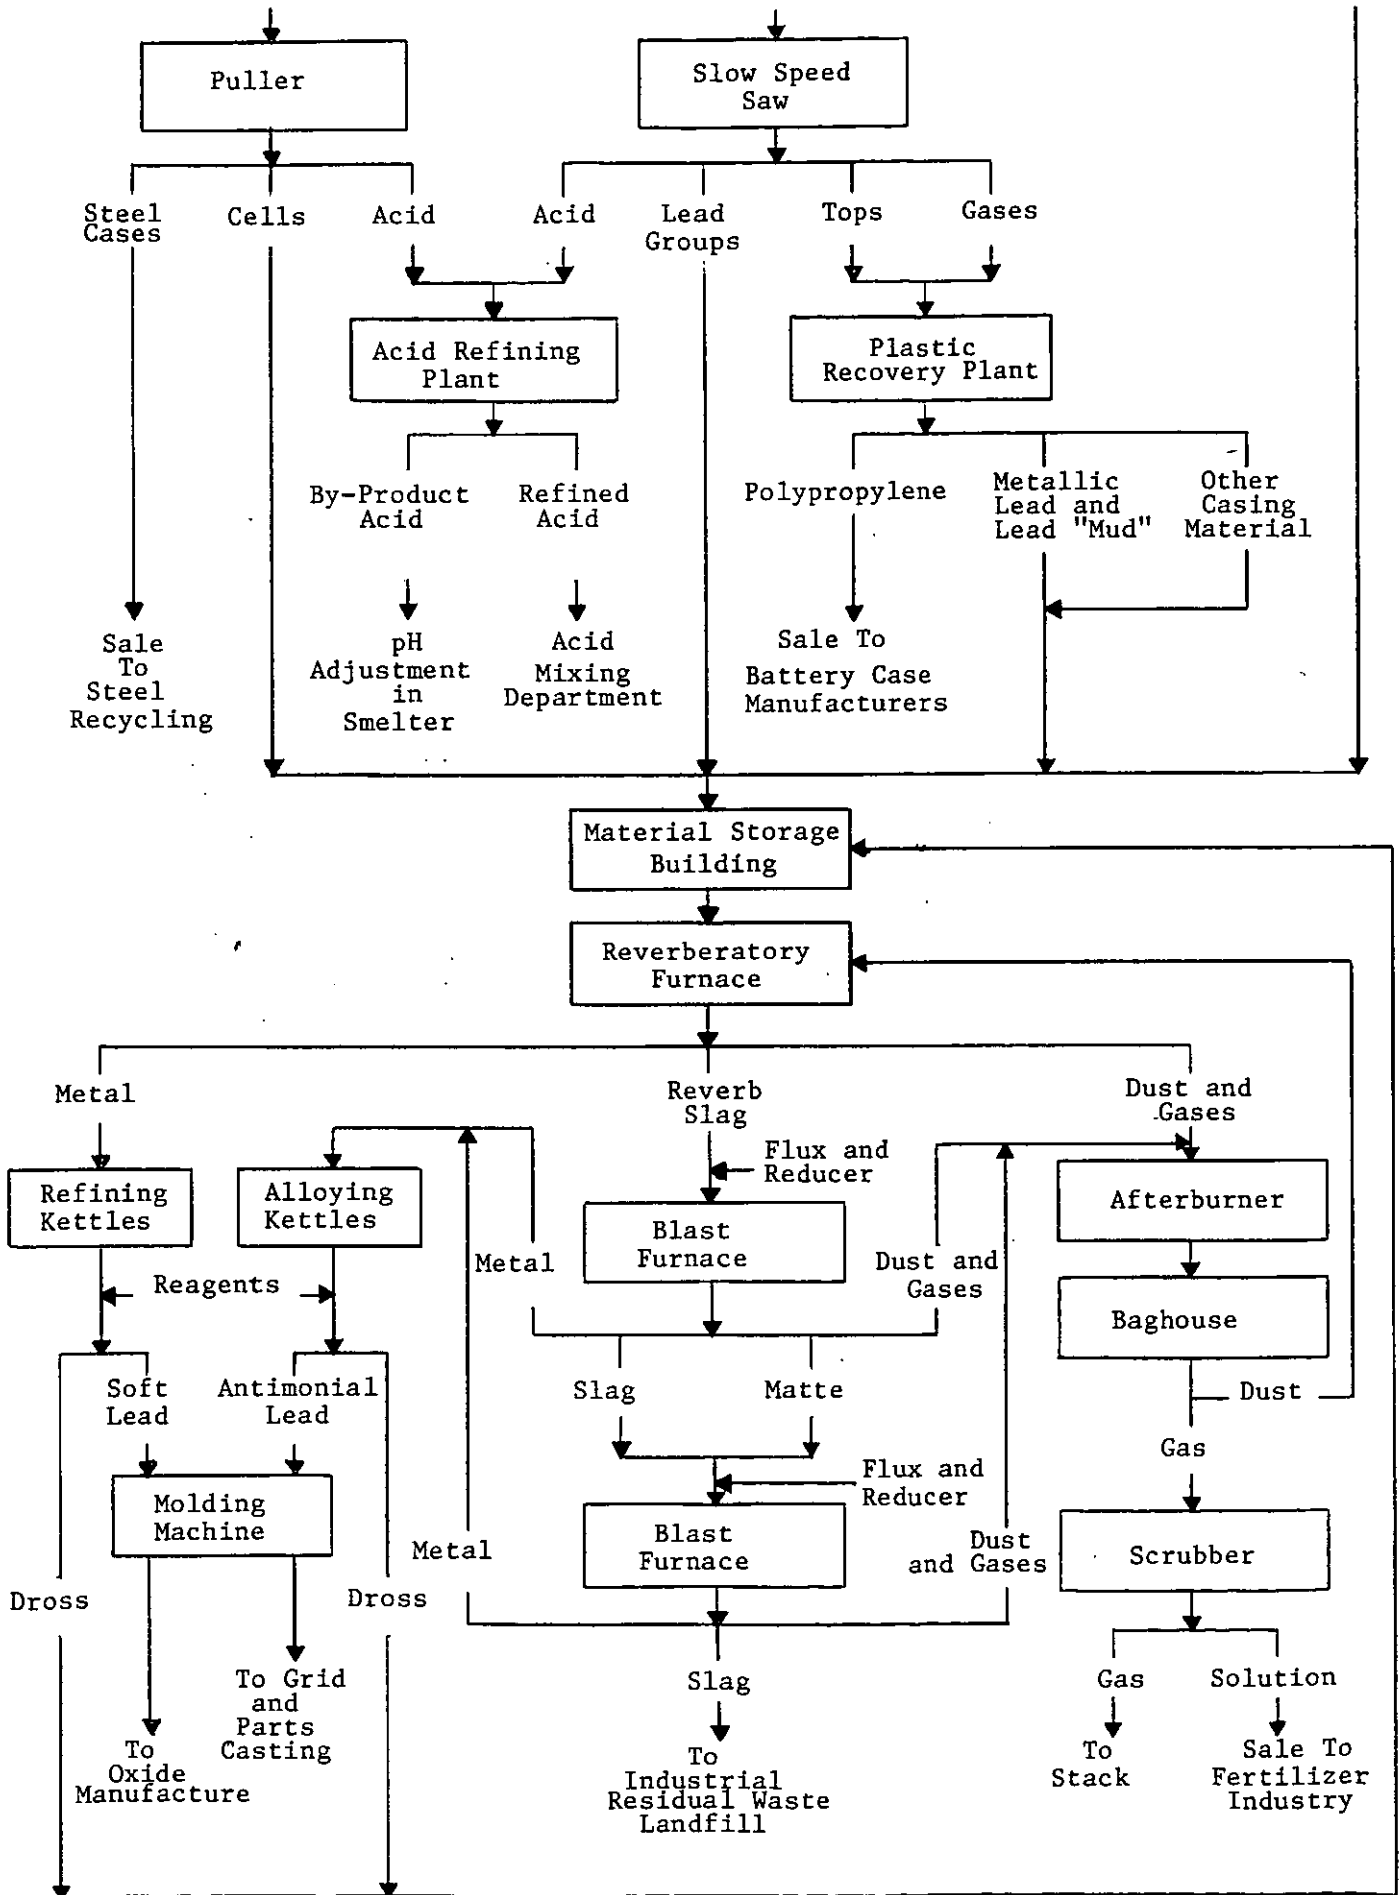 Puller
Slow Speed
Saw
Steel
Cases
Cells
Acid
Acid
Lead
Groups
Tops
Gases
Acid Refining
Plant
Plastic
Recovery Plant
By-Product
Acid
Refined
Acid
Polypropylene
Metallic
Lead and
Lead "Mud"
Other
Casing
Material
Sale
To
Steel
Recycling
pH
Adjustment
in
Smelter
Acid
Mixing
Department
Sale To
Battery Case
Manufacturers
Material Storage
Building
Reverberatory
Furnace
Metal
Reverb
Slag
Dust and
Gases
Flux and
Reducer
Refining
Kettles
Alloying
Kettles
Blast
Furnace
Afterburner
Metal
Dust and
Gases
Reagents
Baghouse
Soft
Lead
Antimonial
Lead
Slag
Matte
Dust
Gas
Flux and
Reducer
Molding
Machine
Blast
Furnace
Metal
Dust
and Gases
Scrubber
Dross
Dross
To Grid
and
Parts
Casting
Slag
Gas
Solution
To
Oxide
Manufacture
To
Industrial
Residual Waste
Landfill
To
Stack
Sale To
Fertilizer
Industry